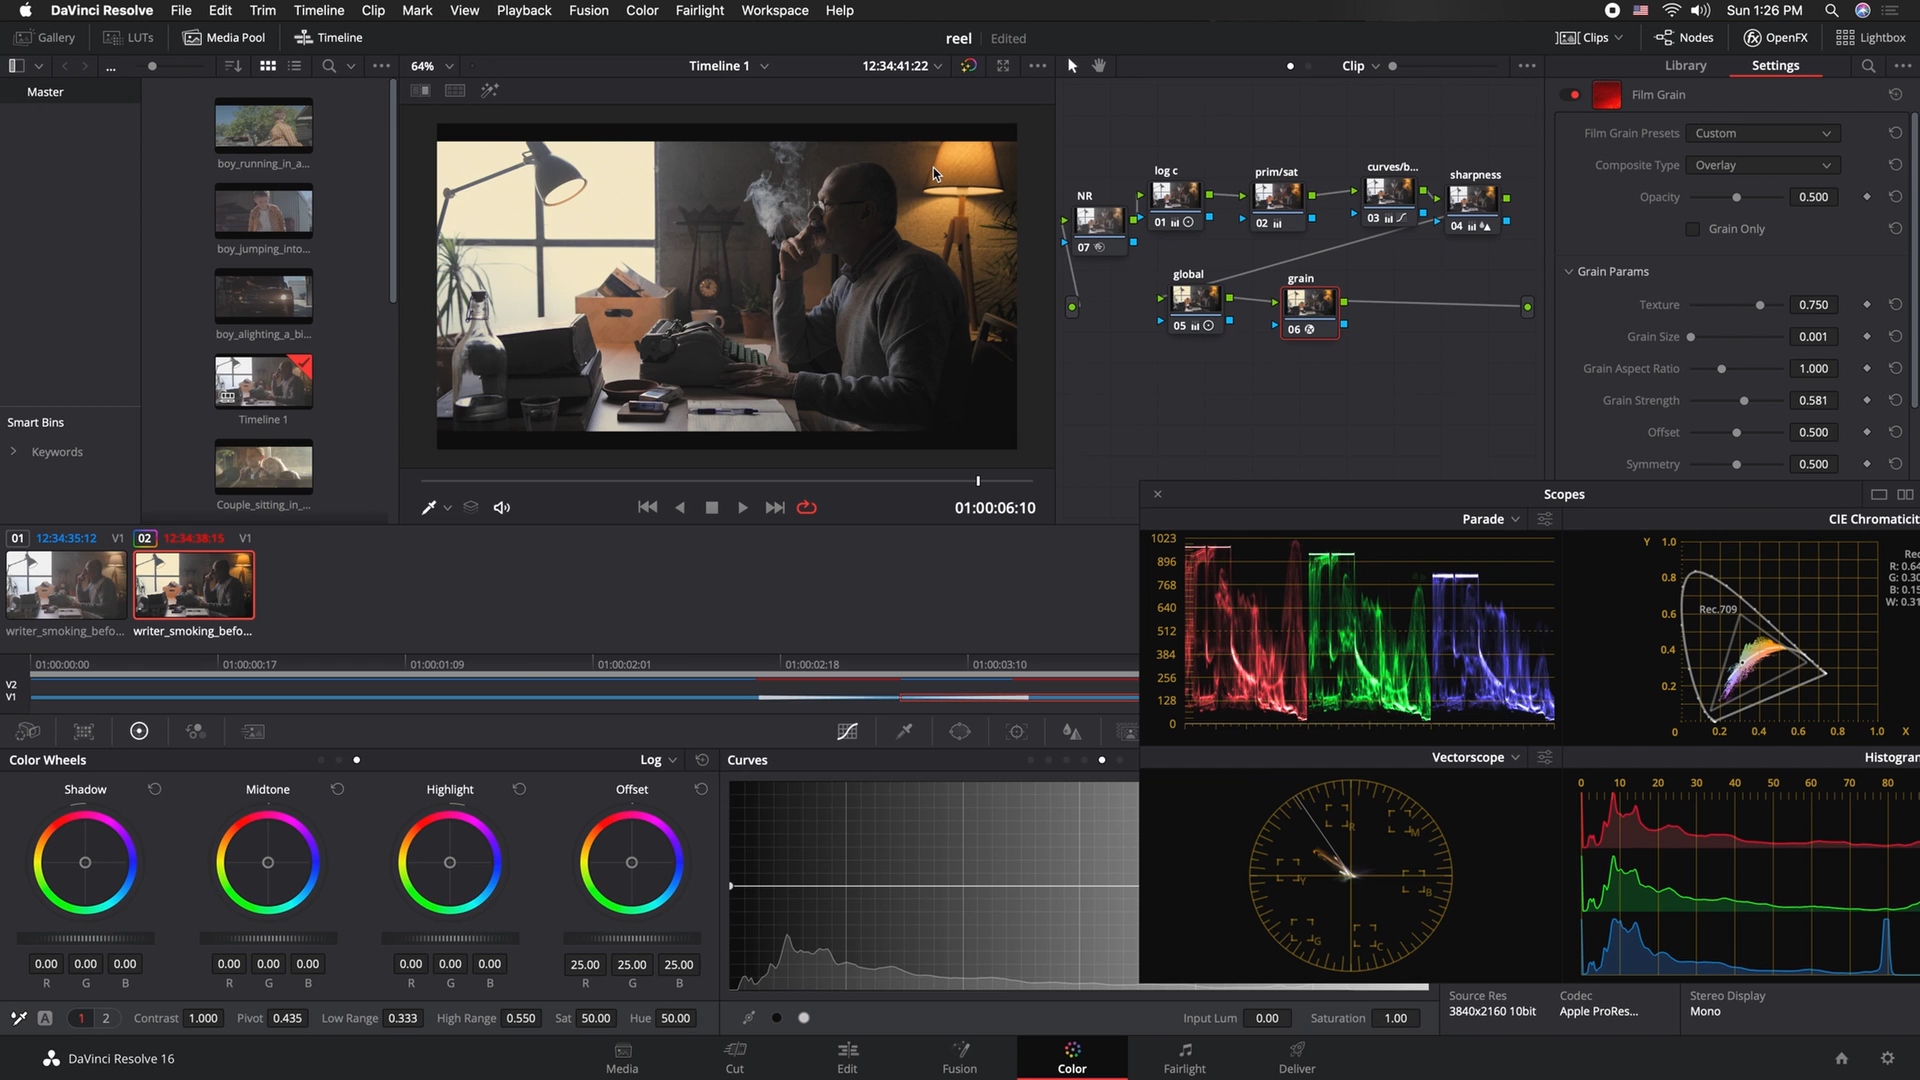 DaVinci Resolve File Edit Trim Timeline Clip Mark View Playback Fusion Color Fairlight Workspace Help Sun 1:26 PM
Gallery LUTs Media Pool Timeline reel Edited Clips Nodes OpenFX Lightbox
... 64% Timeline 1 12:34:41:22 Clip Library Settings
Master
boy_running_in_a...
boy_jumping_into...
boy_alighting_a_bl...
Timeline 1
Couple_sitting_in_...
Smart Bins
Keywords
01:00:06:10
NR
07
log c
01
prim/sat
02
curves/b...
03
sharpness
04
global
05
grain
06
Film Grain
Film Grain Presets Custom
Composite Type Overlay
Opacity 0.500
Grain Only
Grain Params
Texture 0.750
Grain Size 0.001
Grain Aspect Ratio 1.000
Grain Strength 0.581
Offset 0.500
Symmetry 0.500
Scopes
Parade
1023
896
768
640
512
384
256
128
0
CIE Chromaticit
Y 1.0
0.8
0.6
0.4
0.2
0 0.2 0.4 0.6 0.8 1.0 X
Rec.709
Rec
R: 0.64
G: 0.30
B: 0.15
W: 0.31
Vectorscope
R M B C G Y
Histogram
0 10 20 30 40 50 60 70 80
01 12:34:35:12 V1 02 12:34:38:15 V1
writer_smoking_befo... writer_smoking_befo...
01:00:00:00 01:00:00:17 01:00:01:09 01:00:02:01 01:00:02:18 01:00:03:10
V2
V1
Color Wheels Log
Shadow Midtone Highlight Offset
0.00 0.00 0.00 0.00 0.00 0.00 0.00 0.00 0.00 25.00 25.00 25.00
R G B R G B R G B R G B
A 1 2 Contrast 1.000 Pivot 0.435 Low Range 0.333 High Range 0.550 Sat 50.00 Hue 50.00
Curves
Input Lum 0.00 Saturation 1.00
Source Res
3840x2160 10bit
Codec
Apple ProRes...
Stereo Display
Mono
DaVinci Resolve 16
Media Cut Edit Fusion Color Fairlight Deliver